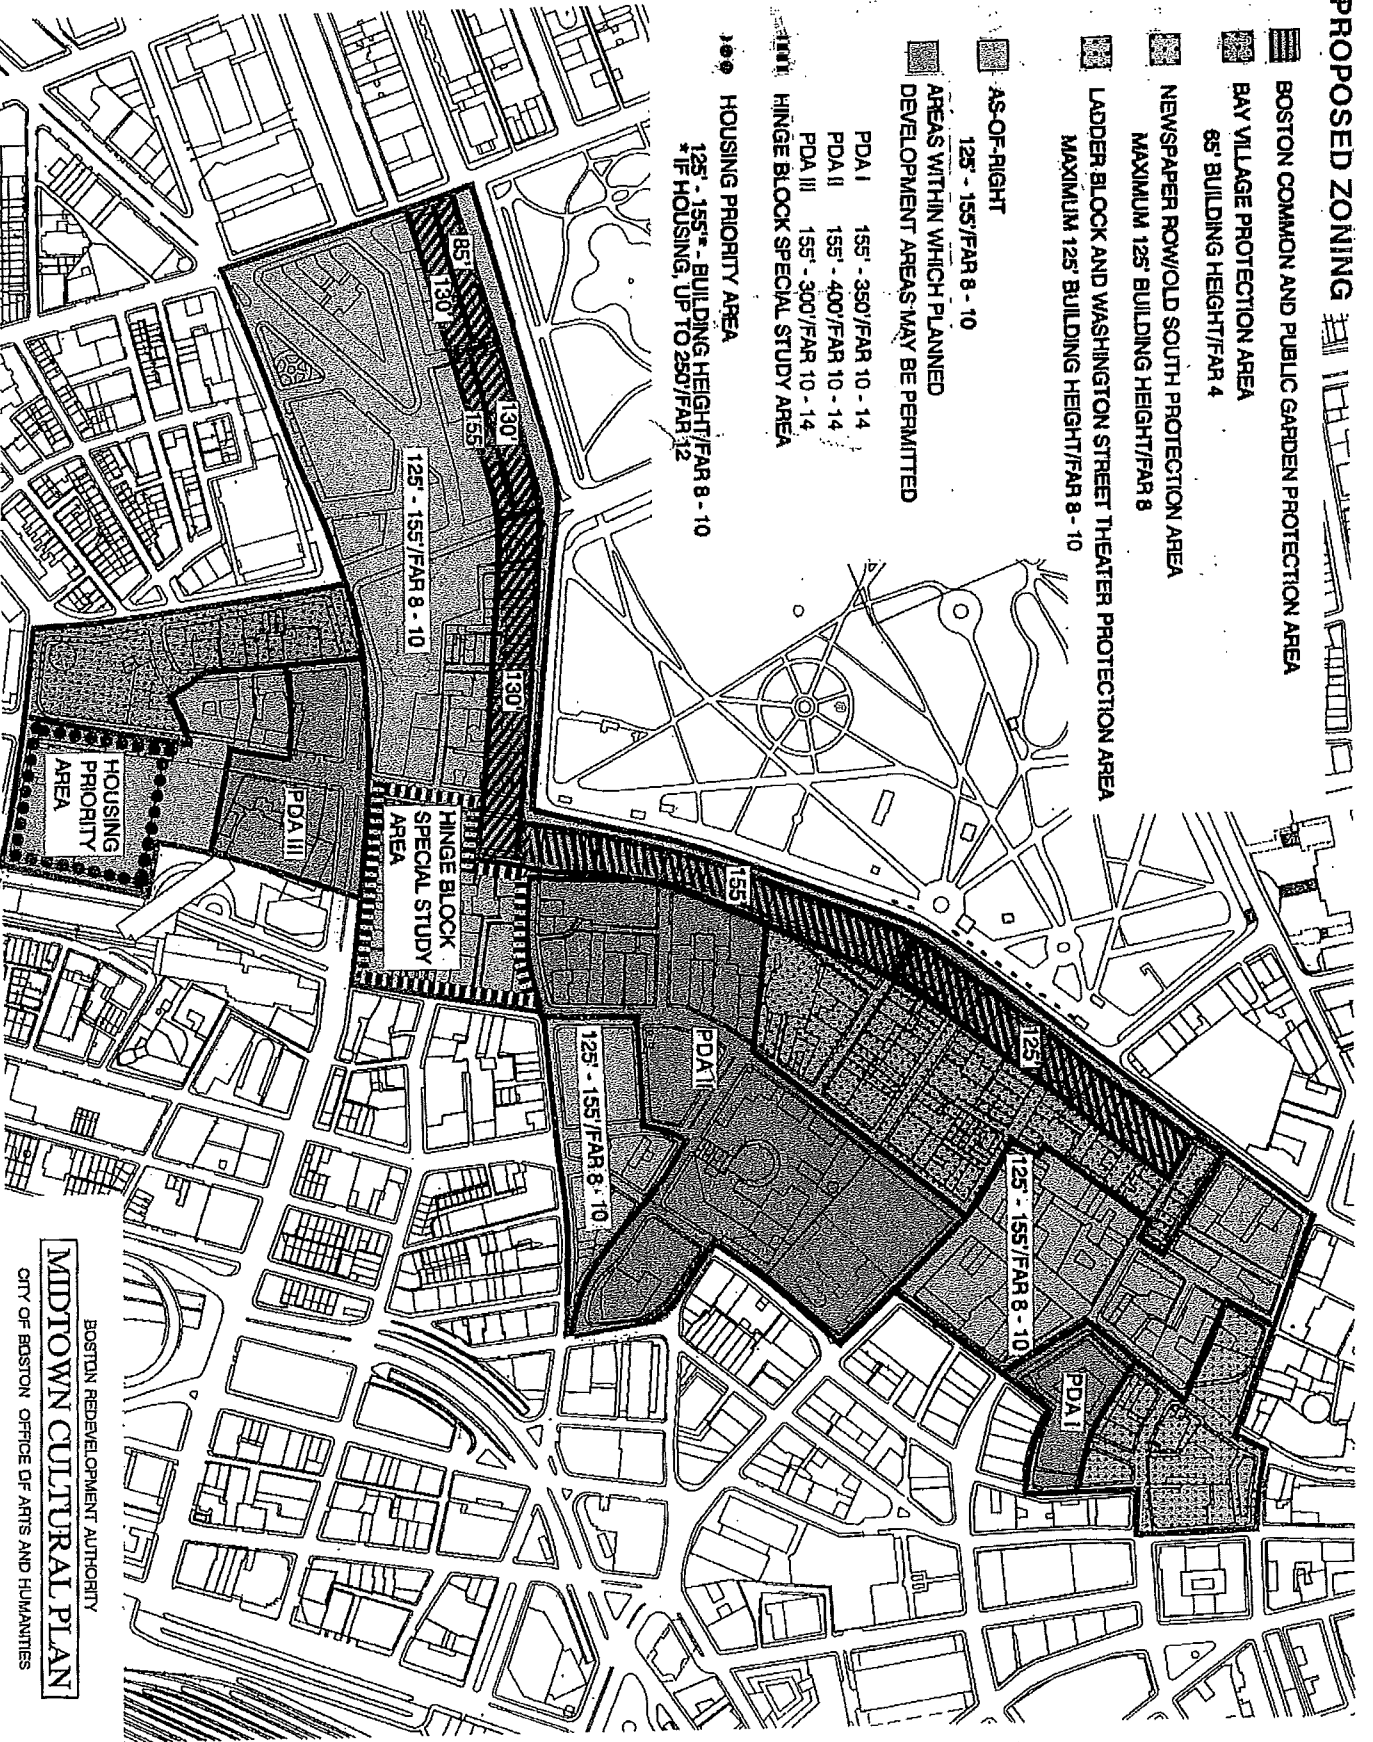 PROPOSED ZONING
BOSTON COMMON AND PUBLIC GARDEN PROTECTION AREA
BAY VILLAGE PROTECTION AREA
65' BUILDING HEIGHT/FAR 4
NEWSPAPER ROW/OLD SOUTH PROTECTION AREA
MAXIMUM 125' BUILDING HEIGHT/FAR 8
LADDER BLOCK AND WASHINGTON STREET THEATER PROTECTION AREA
MAXIMUM 125' BUILDING HEIGHT/FAR 8 - 10
AS-OF-RIGHT
125' - 155'/FAR 8 - 10
AREAS WITHIN WHICH PLANNED
DEVELOPMENT AREAS MAY BE PERMITTED
PDA I 155' - 350'/FAR 10 - 14
PDA II 155' - 400'/FAR 10 - 14
PDA III 155' - 300'/FAR 10 - 14
HINGE BLOCK SPECIAL STUDY AREA
HOUSING PRIORITY AREA
125' - 155'* - BUILDING HEIGHT/FAR 8 - 10
* IF HOUSING, UP TO 250'/FAR 12
85'
130'
130'
155'
130'
155'
125'
125' - 155'/FAR 8 - 10
125' - 155'/FAR 8 - 10
125' - 155'/FAR 8 - 10
PDA I
PDA II
PDA III
HINGE BLOCK
SPECIAL STUDY
AREA
HOUSING
PRIORITY
AREA
BOSTON REDEVELOPMENT AUTHORITY
MIDTOWN CULTURAL PLAN
CITY OF BOSTON OFFICE OF ARTS AND HUMANITIES